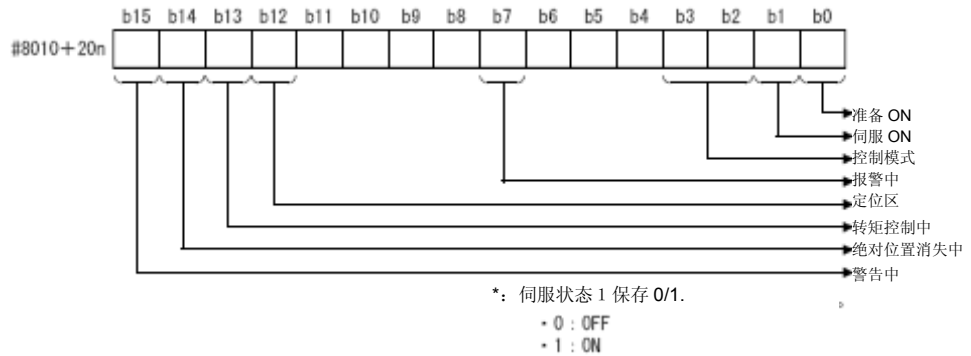 b15 b14 b13 b12 b11 b10 b9 b8 b7 b6 b5 b4 b3 b2 b1 b0
#8010+20n
准备 ON
伺服 ON
控制模式
报警中
定位区
转矩控制中
绝对位置消失中
警告中
*: 伺服状态 1 保存 0/1.
・0 : OFF
・1 : ON